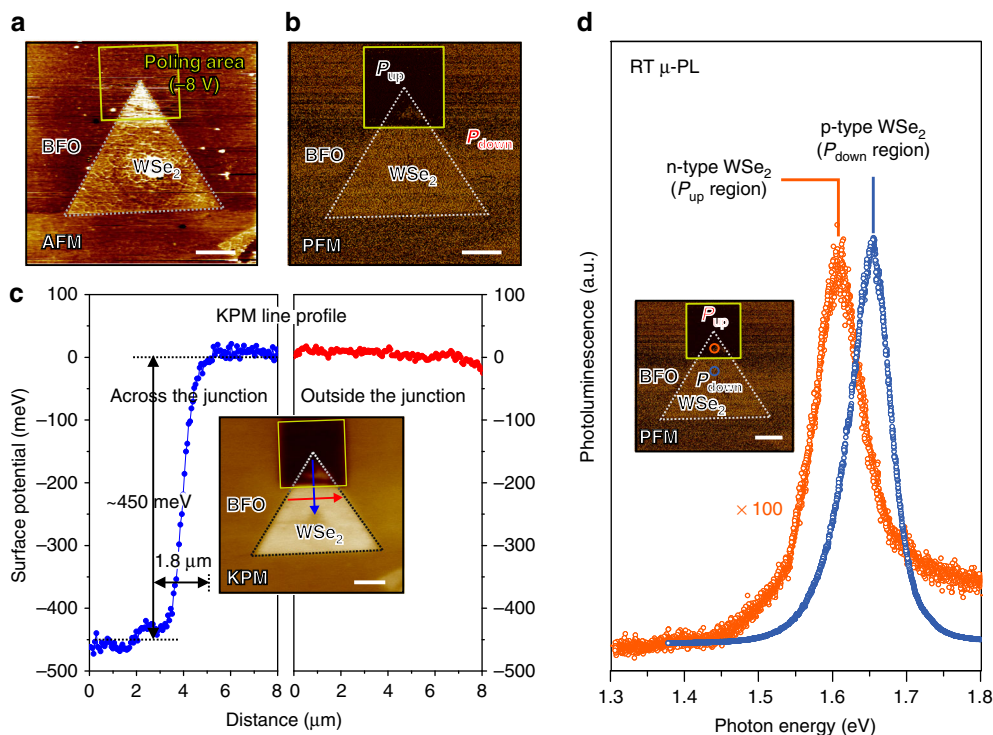 a
Poling area
(–8 V)
BFO
WSe2
AFM
b
Pup
Pdown
BFO
WSe2
PFM
c
100
0
–100
–200
–300
–400
–500
Surface potential (meV)
KPM line profile
Across the junction
Outside the junction
~450 meV
1.8 μm
BFO
WSe2
KPM
100
0
–100
–200
–300
–400
–500
0 2 4 6 8 0 2 4 6 8
Distance (μm)
d
RT μ-PL
p-type WSe2
(Pdown region)
n-type WSe2
(Pup region)
Photoluminescence (a.u.)
Pup
BFO
Pdown
WSe2
PFM
× 100
1.3 1.4 1.5 1.6 1.7 1.8
Photon energy (eV)